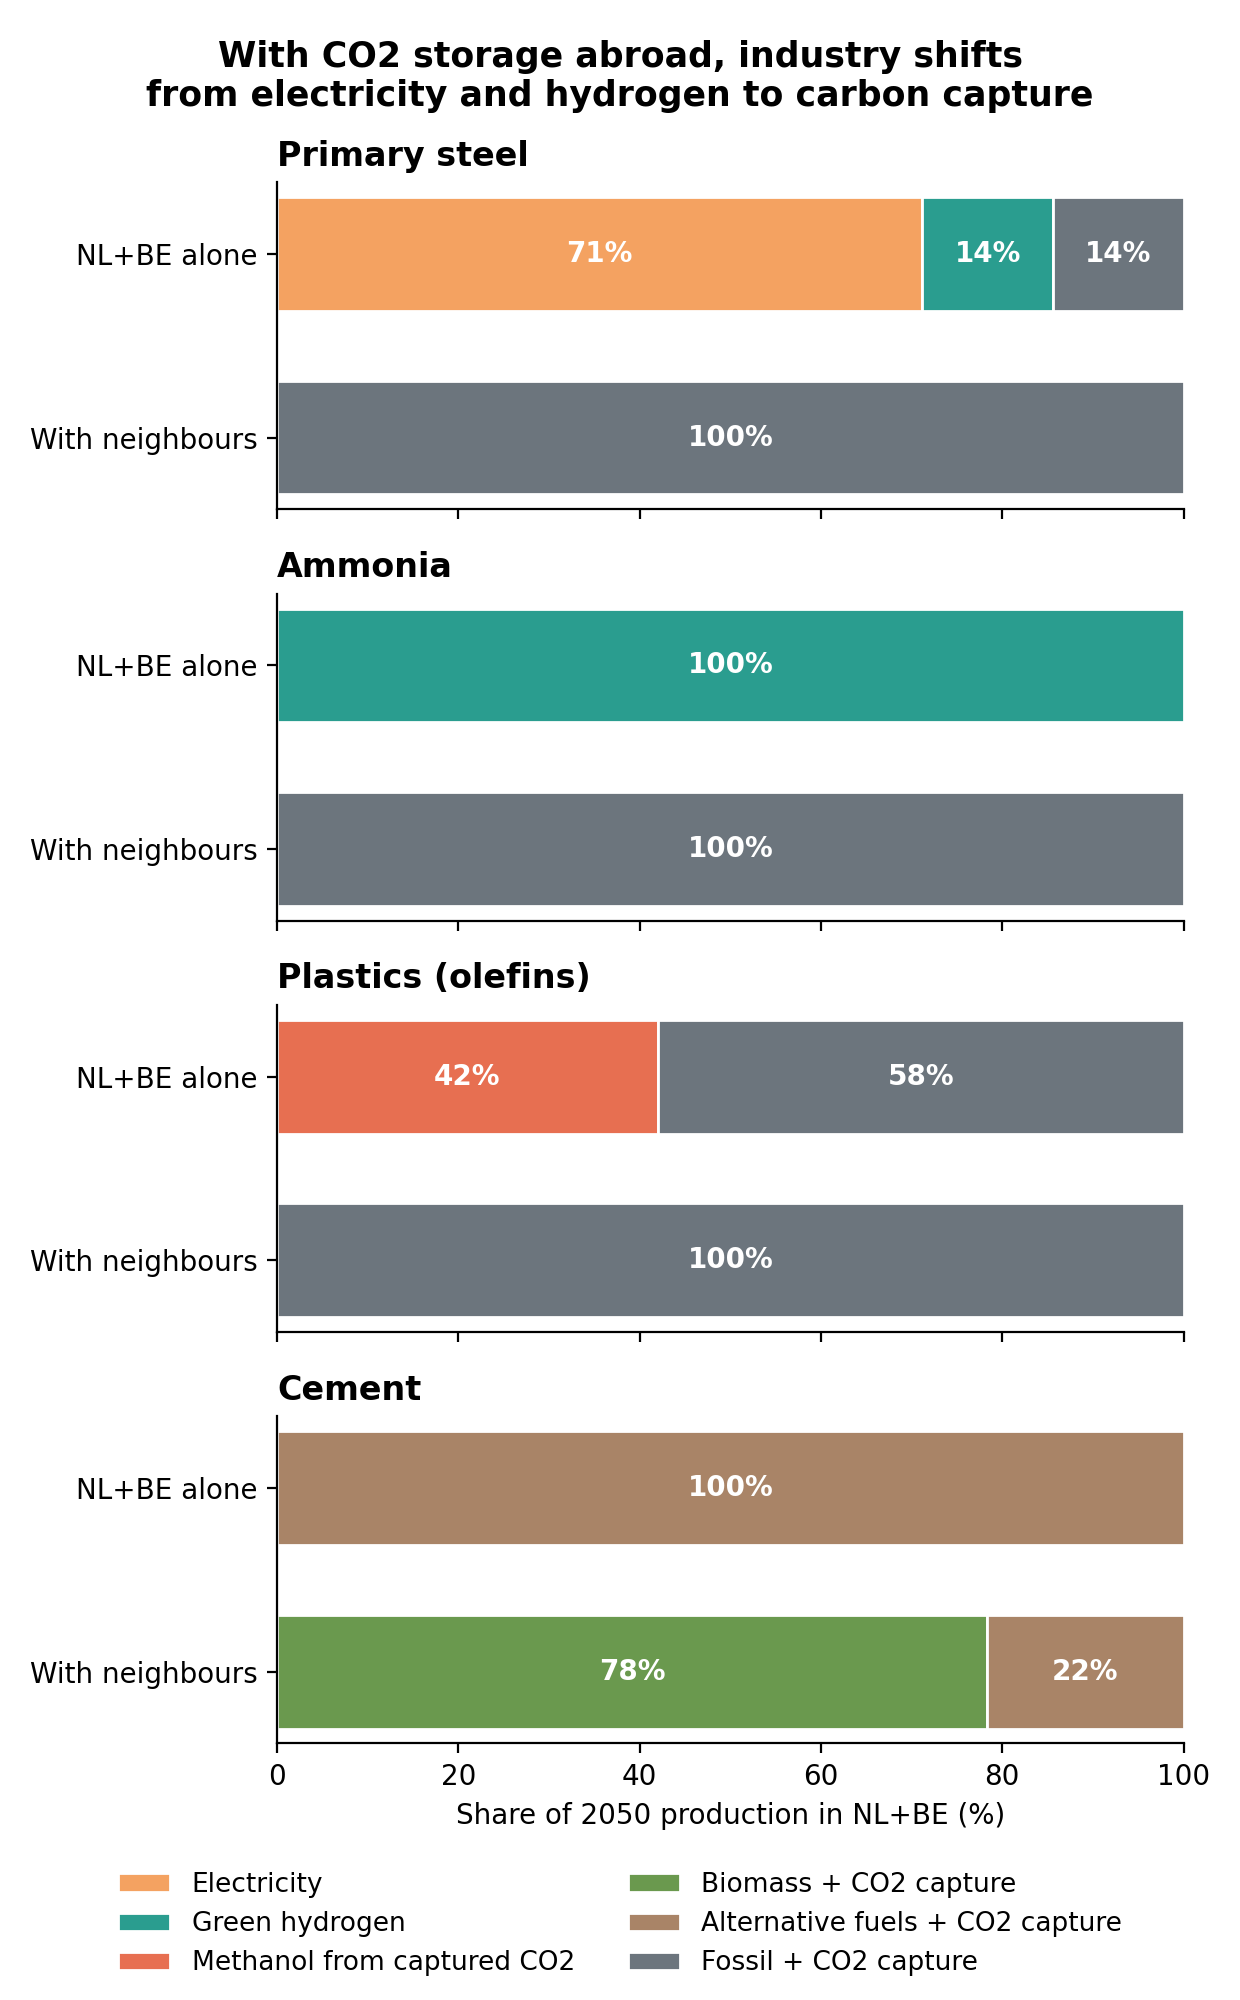 With CO2 storage abroad, industry shifts
from electricity and hydrogen to carbon capture
Primary steel
NL+BE alone
71%
14%
14%
With neighbours
100%
Ammonia
NL+BE alone
100%
With neighbours
100%
Plastics (olefins)
NL+BE alone
42%
58%
With neighbours
100%
Cement
NL+BE alone
100%
With neighbours
78%
22%
0 20 40 60 80 100
Share of 2050 production in NL+BE (%)
Electricity
Green hydrogen
Methanol from captured CO2
Biomass + CO2 capture
Alternative fuels + CO2 capture
Fossil + CO2 capture